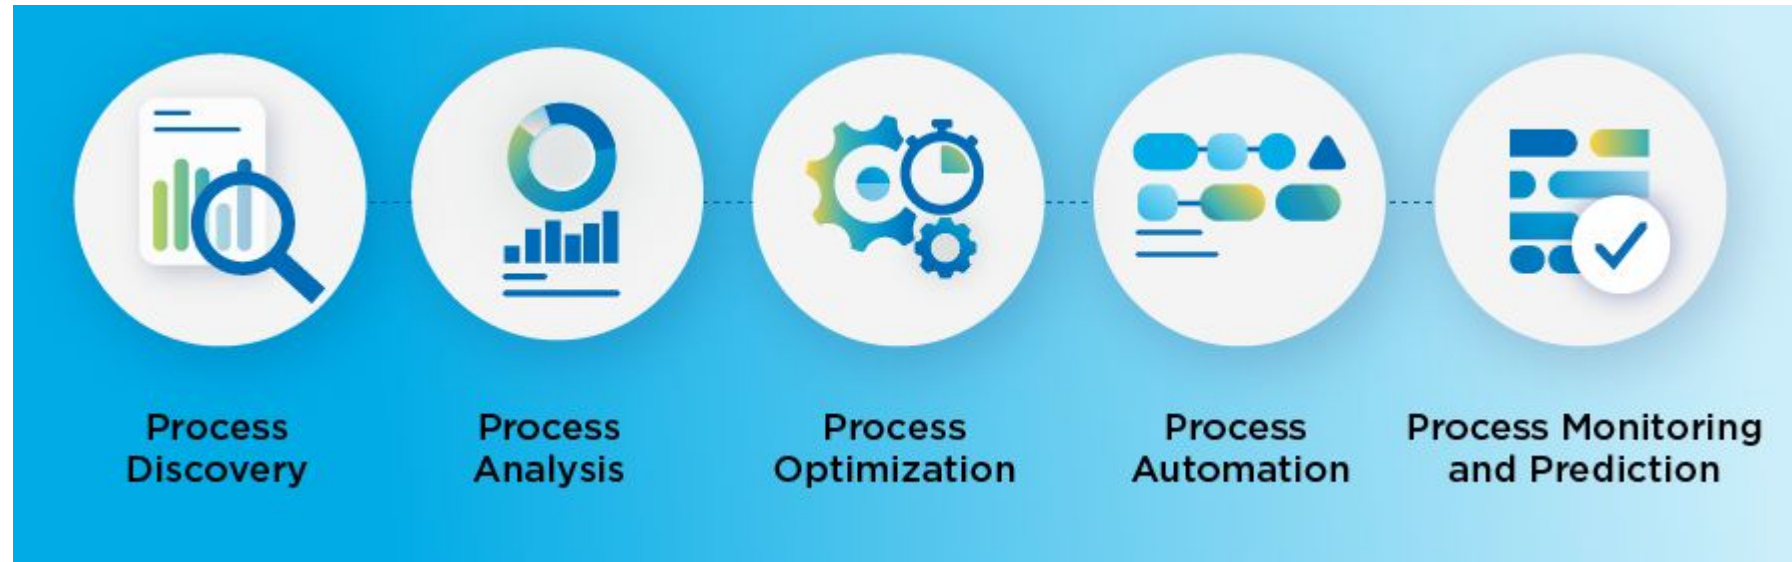 Process
Discovery
Process
Analysis
Process
Optimization
Process
Automation
Process Monitoring
and Prediction